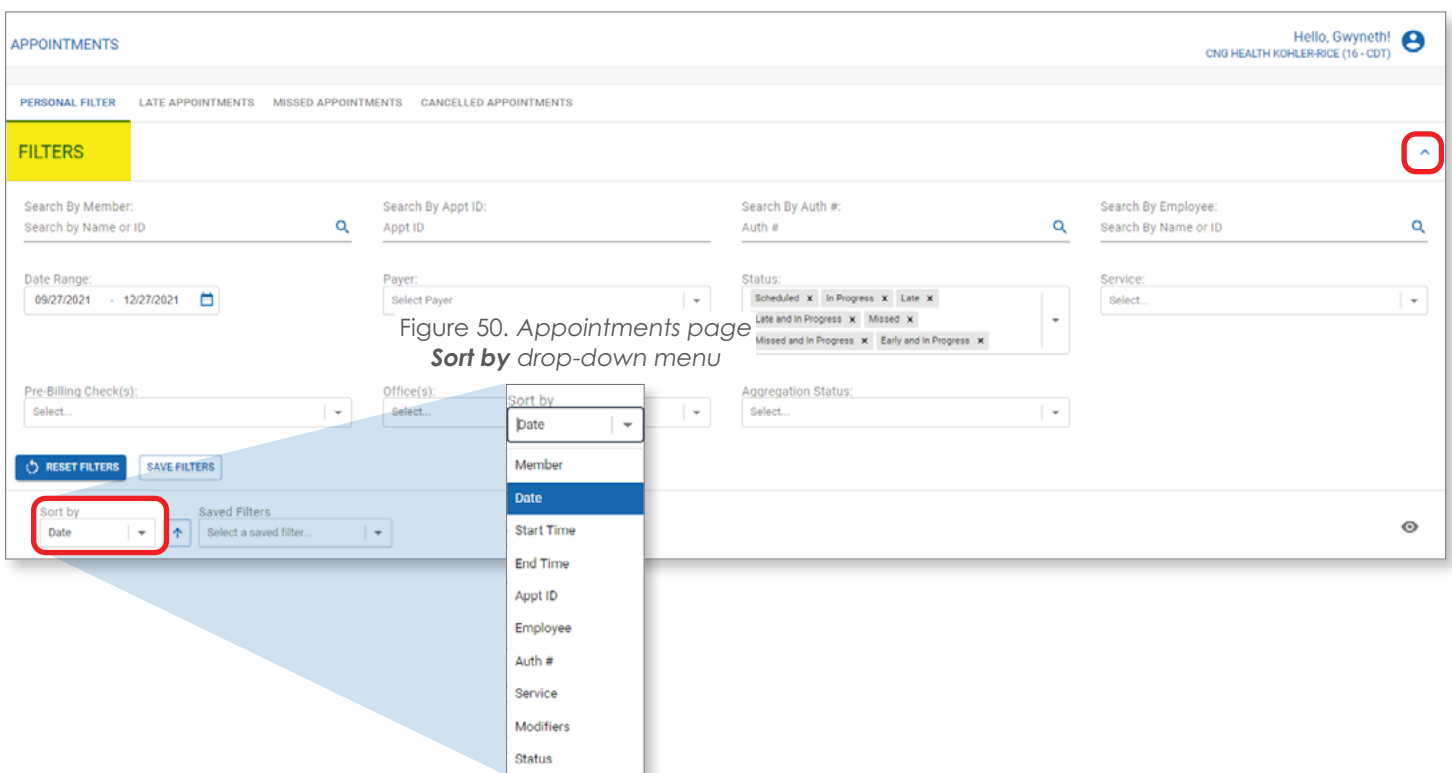 APPOINTMENTS
Hello, Gwyneth!
CNG HEALTH KOHLER-RICE (16 - CDT)
PERSONAL FILTER LATE APPOINTMENTS MISSED APPOINTMENTS CANCELLED APPOINTMENTS
FILTERS
Search By Member: Search By Appt ID: Search By Auth #: Search By Employee:
Search by Name or ID Appt ID Auth # Search By Name or ID
Date Range: Payer: Status: Service:
09/27/2021 - 12/27/2021 Select Payer Scheduled x In Progress x Late x Select...
Late and In Progress x Missed x
Missed and In Progress x Early and In Progress x
Figure 50. Appointments page
Sort by drop-down menu
Pre-Billing Check(s): Office(s): Aggregation Status:
Select... Select... Select...
RESET FILTERS SAVE FILTERS
Sort by Saved Filters
Date Select a saved filter...
Sort by
Date
Member
Date
Start Time
End Time
Appt ID
Employee
Auth #
Service
Modifiers
Status